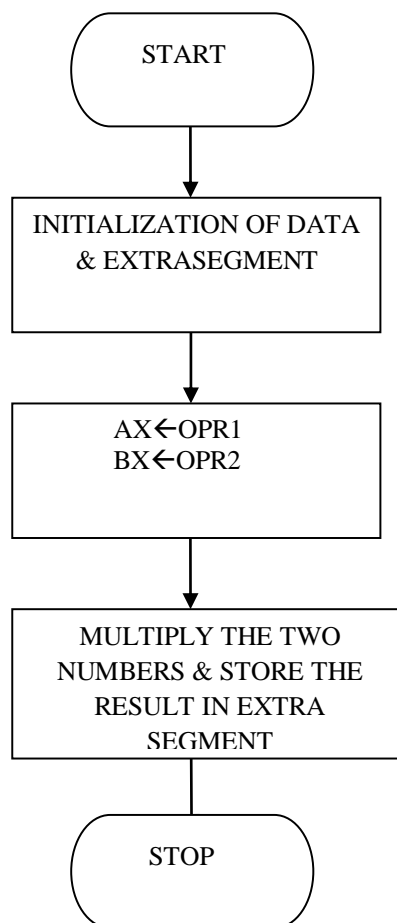 START
INITIALIZATION OF DATA
& EXTRASEGMENT
AX←OPR1
BX←OPR2
MULTIPLY THE TWO
NUMBERS & STORE THE
RESULT IN EXTRA
SEGMENT
STOP